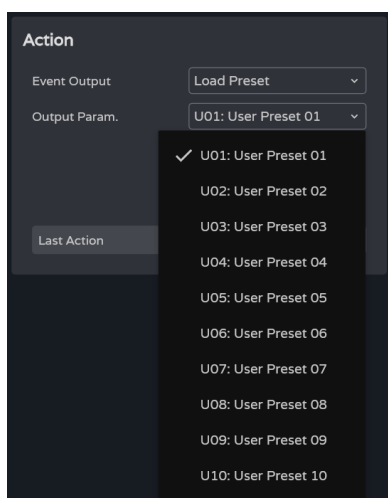 Action
Event Output Load Preset
Output Param. U01: User Preset 01
U01: User Preset 01
U02: User Preset 02
U03: User Preset 03
Last Action
U04: User Preset 04
U05: User Preset 05
U06: User Preset 06
U07: User Preset 07
U08: User Preset 08
U09: User Preset 09
U10: User Preset 10